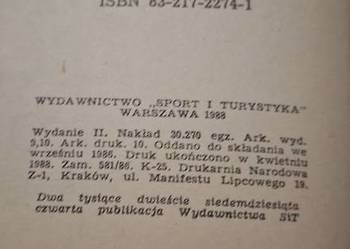 ISBN 83-217-2274-1
WYDAWNICTWO „SPORT I TURYSTYKA"
WARSZAWA 1988
Wydanie II. Nakład 30.270 egz. Ark. wyd.
9,10. Ark. druk. 10. Oddano do składania we
wrześniu 1986. Druk ukończono w kwietniu
1988. Zam. 581/86. K-25. Drukarnia Narodowa
Z-1, Kraków, ul. Manifestu Lipcowego 19.
Dwa tysiące dwieście siedemdziesiąta
czwarta publikacja Wydawnictwa SiT